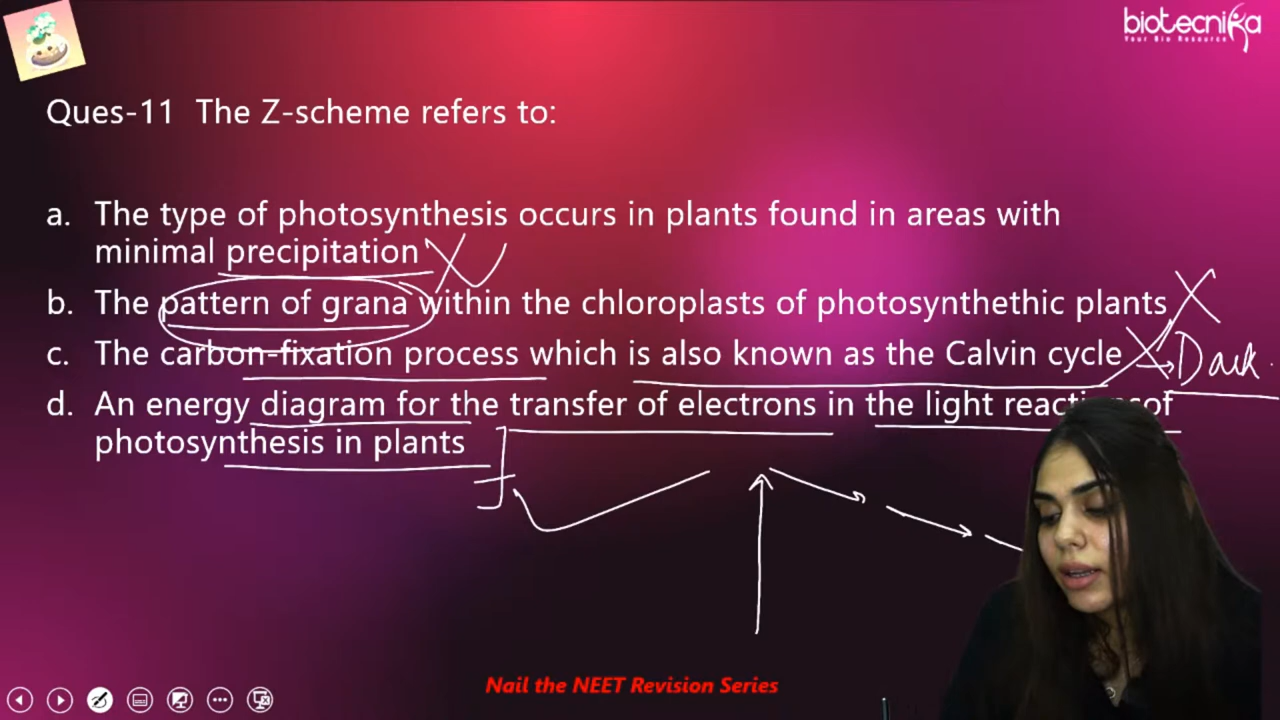 biotecnika
Your Bio Resource
Ques-11 The Z-scheme refers to:
a. The type of photosynthesis occurs in plants found in areas with
minimal precipitation
b. The pattern of grana within the chloroplasts of photosynthethic plants
c. The carbon-fixation process which is also known as the Calvin cycle
Dark
d. An energy diagram for the transfer of electrons in the light of
photosynthesis in plants
Nail the NEET Revision Series